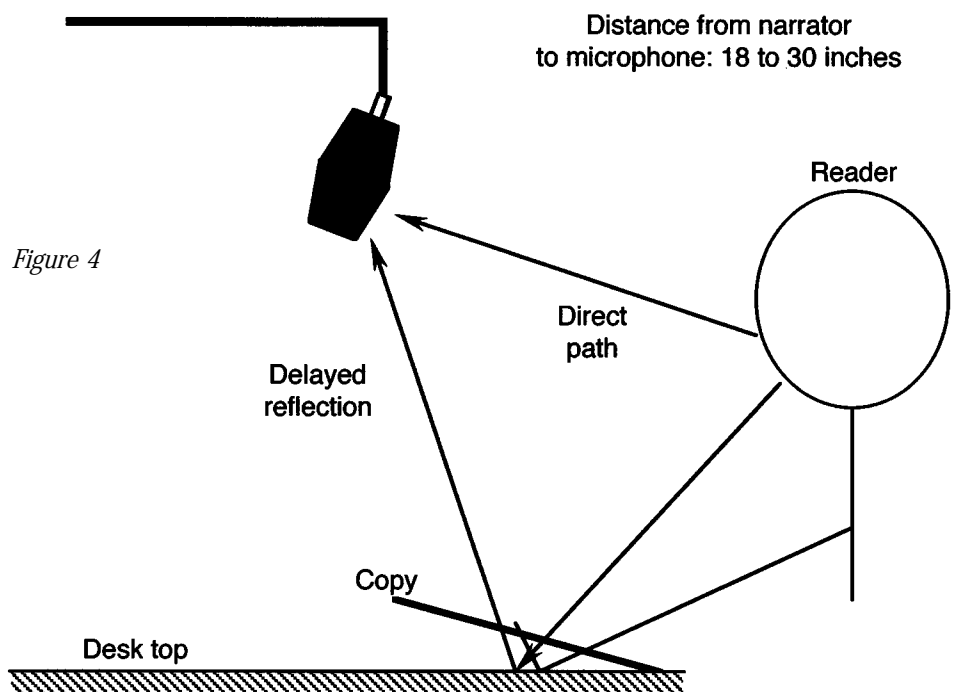 Distance from narrator
to microphone: 18 to 30 inches
Reader
Figure 4
Direct
path
Delayed
reflection
Copy
Desk top